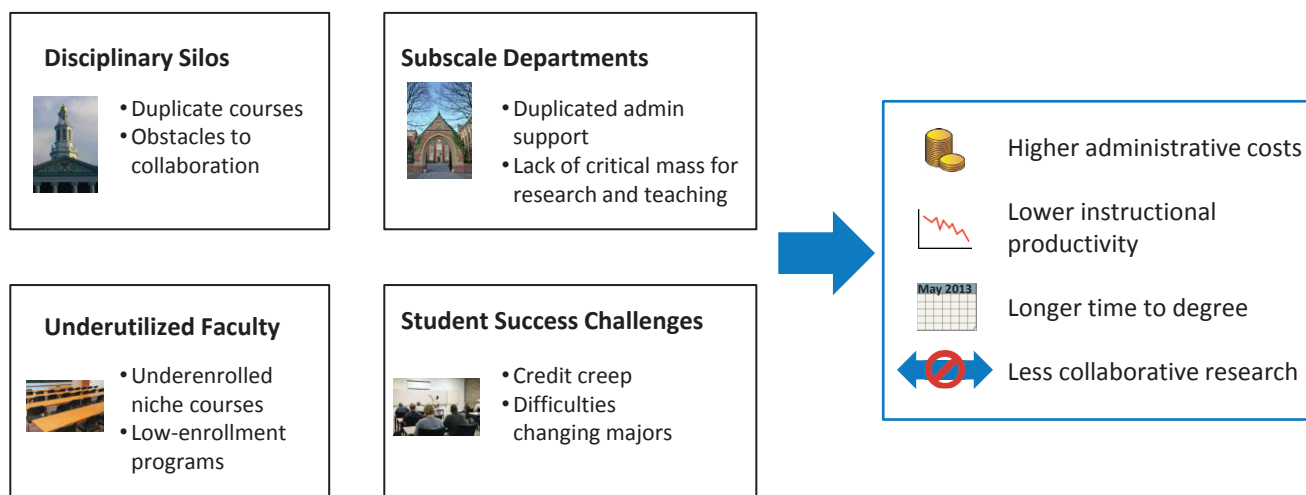 Disciplinary Silos
• Duplicate courses
• Obstacles to
collaboration
Subscale Departments
• Duplicated admin
support
• Lack of critical mass for
research and teaching
Underutilized Faculty
• Underenrolled
niche courses
• Low-enrollment
programs
Student Success Challenges
• Credit creep
• Difficulties
changing majors
Higher administrative costs
Lower instructional
productivity
May 2013
Longer time to degree
Less collaborative research